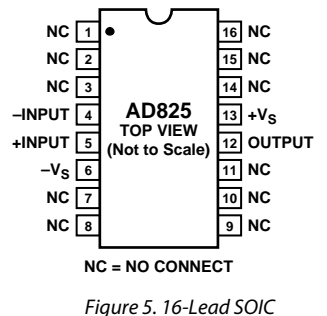 NC 1 16 NC
NC 2 15 NC
NC 3 14 NC
–INPUT 4 AD825 13 +VS
+INPUT 5 TOP VIEW 12 OUTPUT
–VS 6 (Not to Scale) 11 NC
NC 7 10 NC
NC 8 9 NC
NC = NO CONNECT
Figure 5. 16-Lead SOIC